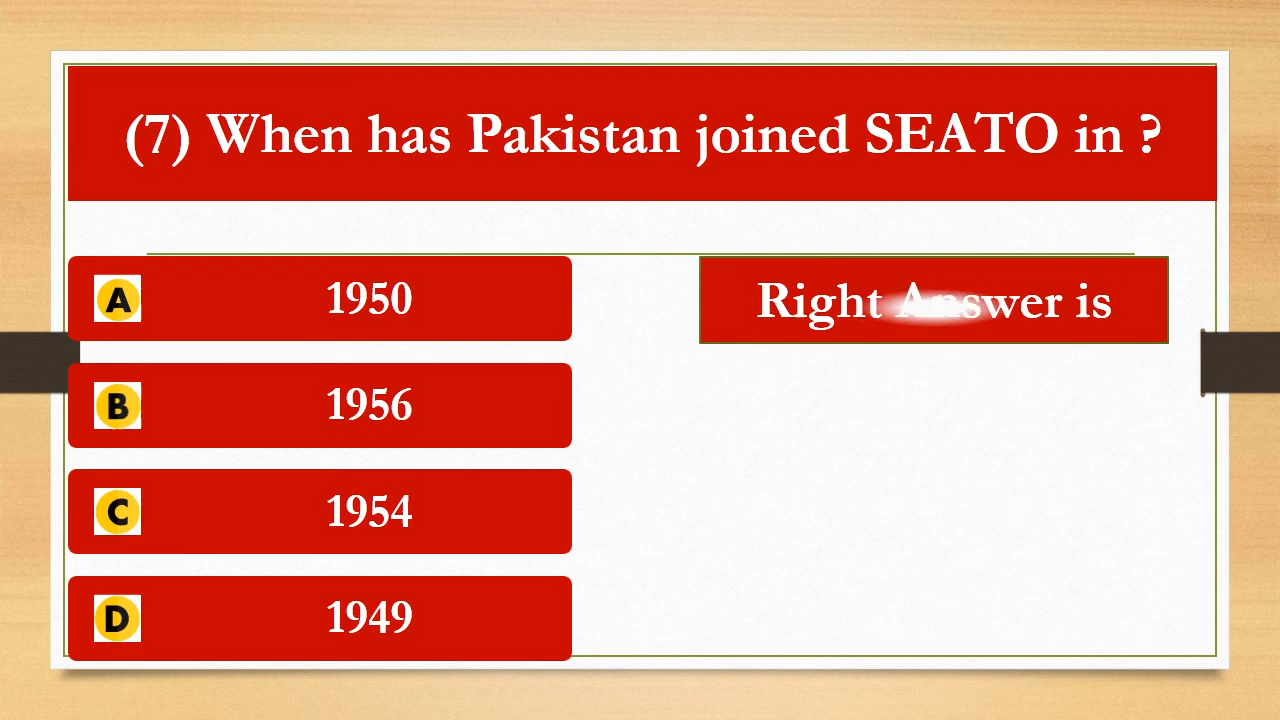 (7) When has Pakistan joined SEATO in ?
A 1950
Right Answer is
B 1956
C 1954
D 1949